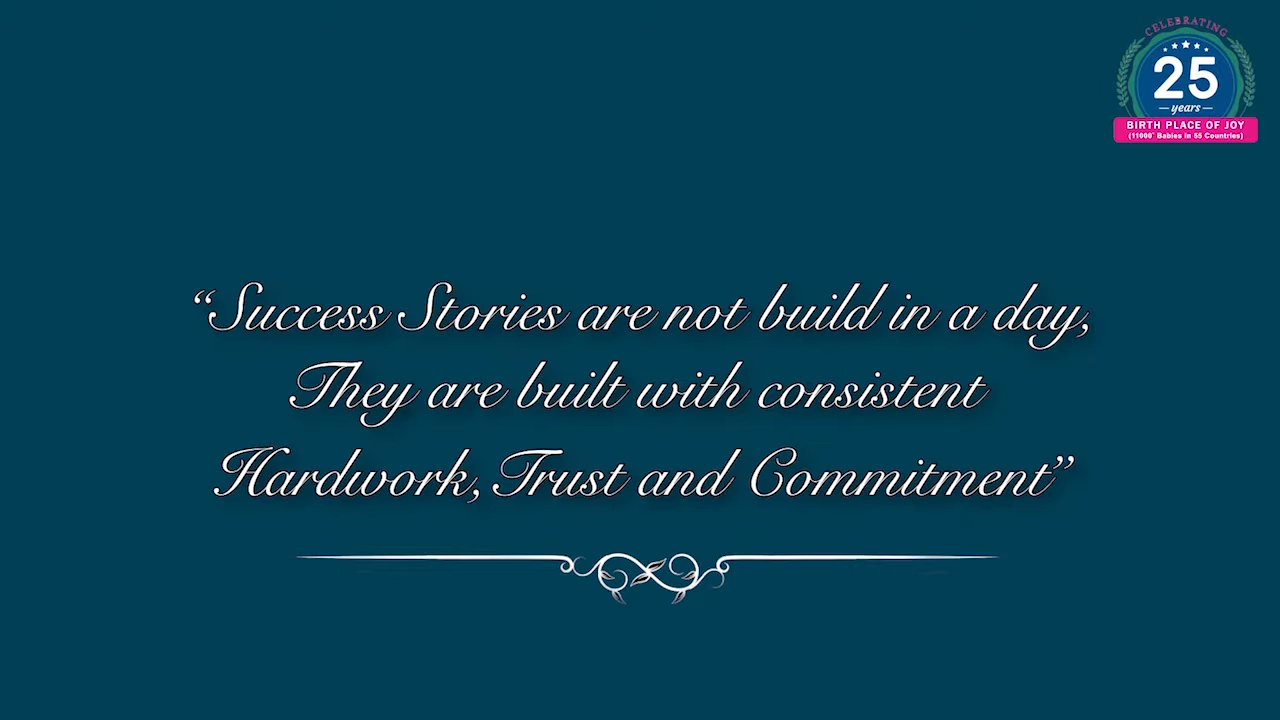 CELEBRATING
25
years
BIRTH PLACE OF JOY
(11000+ Babies in 55 Countries)
“Success Stories are not build in a day,
They are built with consistent
Hardwork, Trust and Commitment”